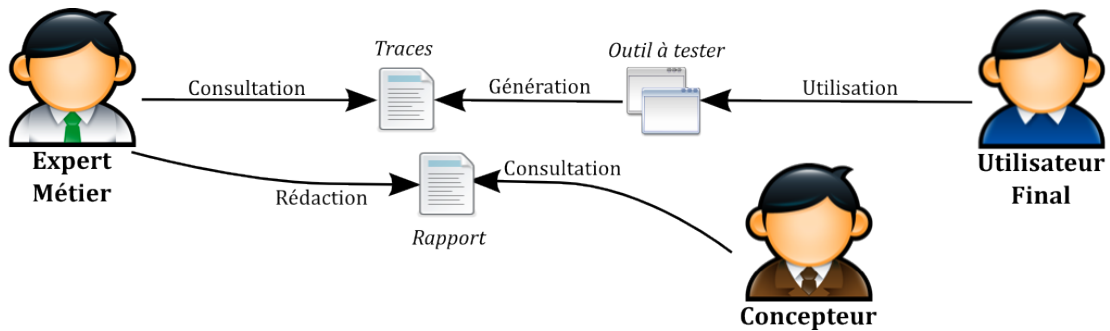 Traces
Outil à tester
Consultation
Génération
Utilisation
Expert
Métier
Utilisateur
Final
Consultation
Rédaction
Rapport
Concepteur